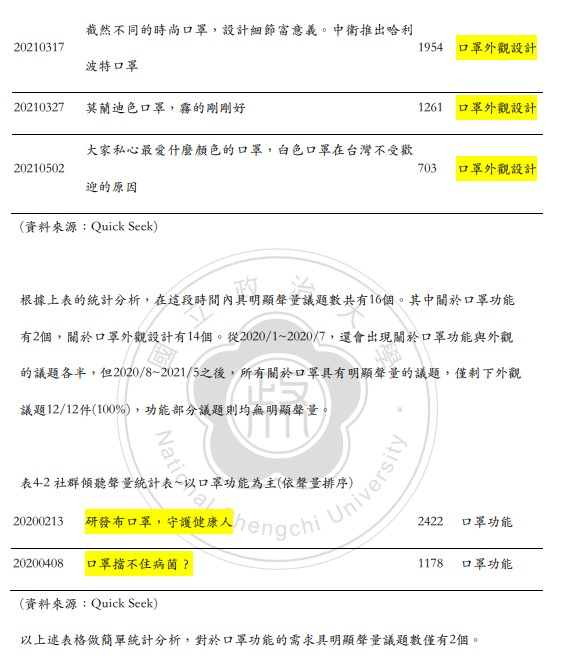 截然不同的時尚口罩，設計細節富意義。中衛推出哈利
20210317 1954 口罩外觀設計
波特口罩
20210327 莫蘭迪色口罩，霧的剛剛好 1261 口罩外觀設計
大家私心最愛什麼顏色的口罩，白色口罩在台灣不受歡
20210502 703 口罩外觀設計
迎的原因
(資料來源：Quick Seek)
根據上表的統計分析，在這段時間內具明顯聲量議題數共有16個。其中關於口罩功能
有2個，關於口罩外觀設計有14個。從2020/1~2020/7，還會出現關於口罩功能與外觀
的議題各半，但2020/8~2021/5之後，所有關於口罩具有明顯聲量的議題，僅剩下外觀
議題12/12件(100%)，功能部分議題則均無明顯聲量。
表4-2 社群傾聽聲量統計表~以口罩功能為主(依聲量排序)
20200213 研發布口罩，守護健康人 2422 口罩功能
20200408 口罩擋不住病菌？ 1178 口罩功能
(資料來源：Quick Seek)
以上述表格做簡單統計分析，對於口罩功能的需求具明顯聲量議題數僅有2個。
國立政治大學
National Chengchi University